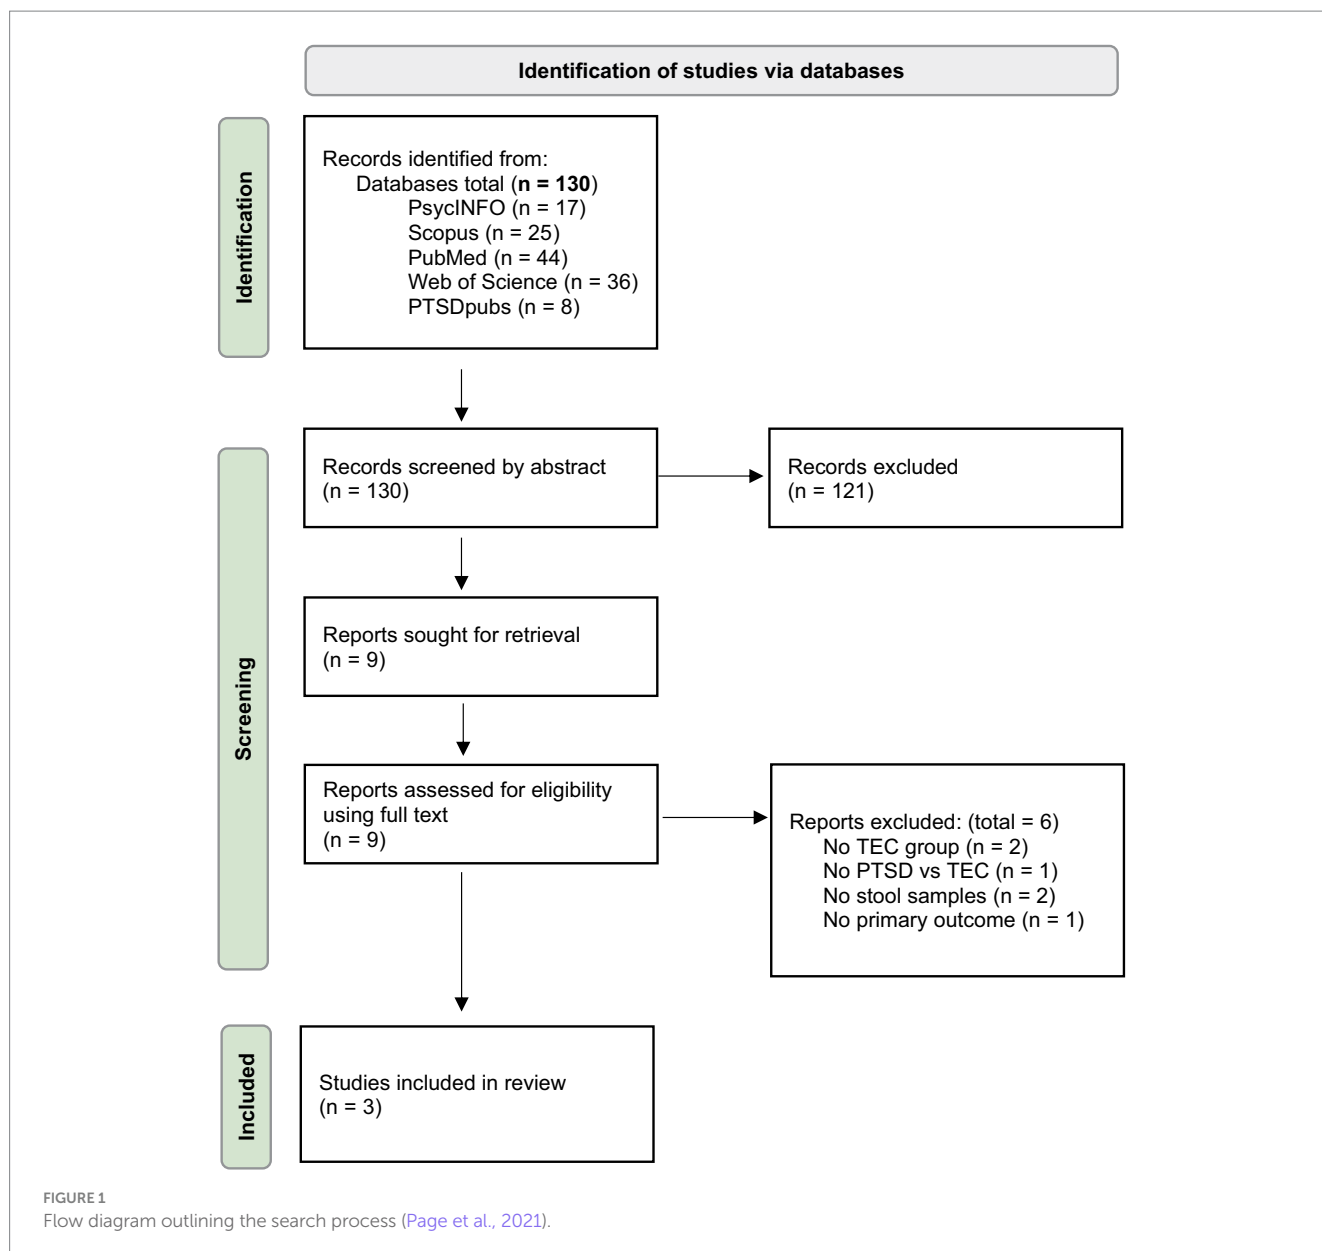 Identification of studies via databases
Identification
Records identified from:
Databases total (n = 130)
PsycINFO (n = 17)
Scopus (n = 25)
PubMed (n = 44)
Web of Science (n = 36)
PTSDpubs (n = 8)
Screening
Records screened by abstract
(n = 130)
Records excluded
(n = 121)
Reports sought for retrieval
(n = 9)
Reports assessed for eligibility
using full text
(n = 9)
Reports excluded: (total = 6)
No TEC group (n = 2)
No PTSD vs TEC (n = 1)
No stool samples (n = 2)
No primary outcome (n = 1)
Included
Studies included in review
(n = 3)
FIGURE 1
Flow diagram outlining the search process (Page et al., 2021).